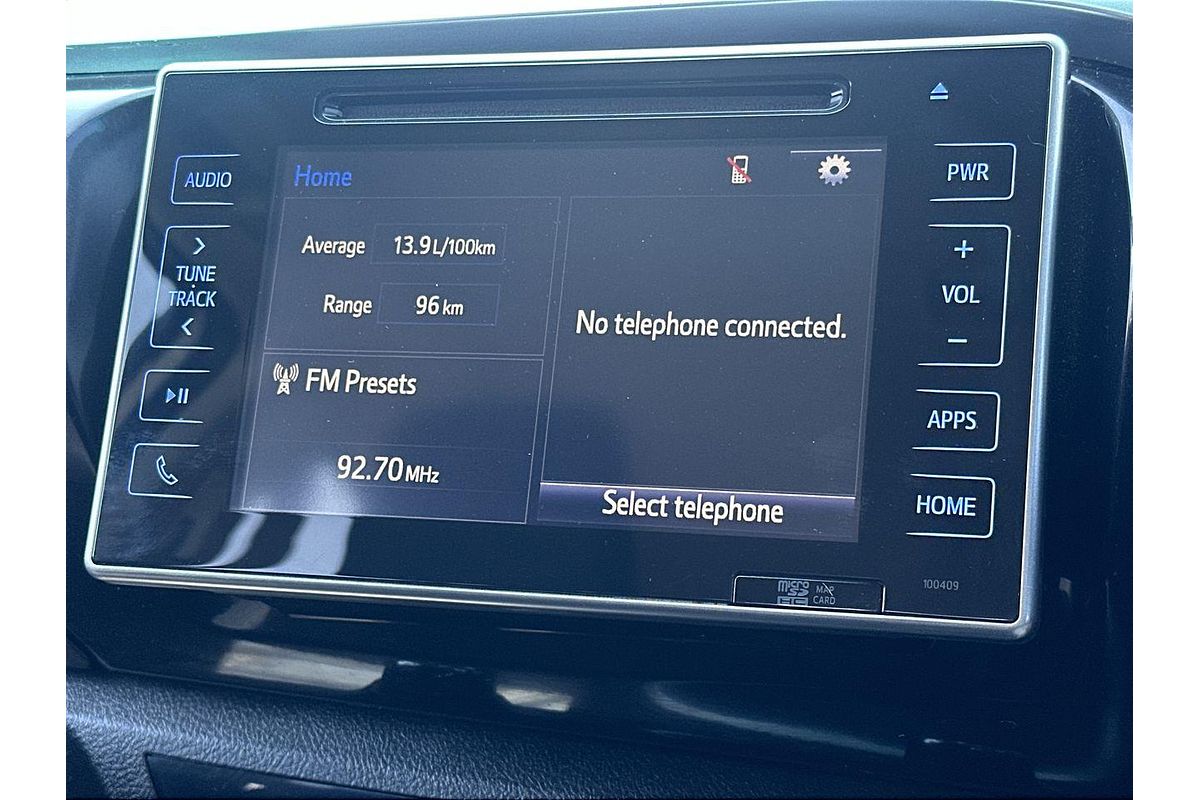 AUDIO
TUNE
TRACK
Home
Average 13.9 L/100km
Range 96 km
FM Presets
92.70 MHz
No telephone connected.
Select telephone
PWR
+
VOL
−
APPS
HOME
micro SD HC MAP CARD
100409